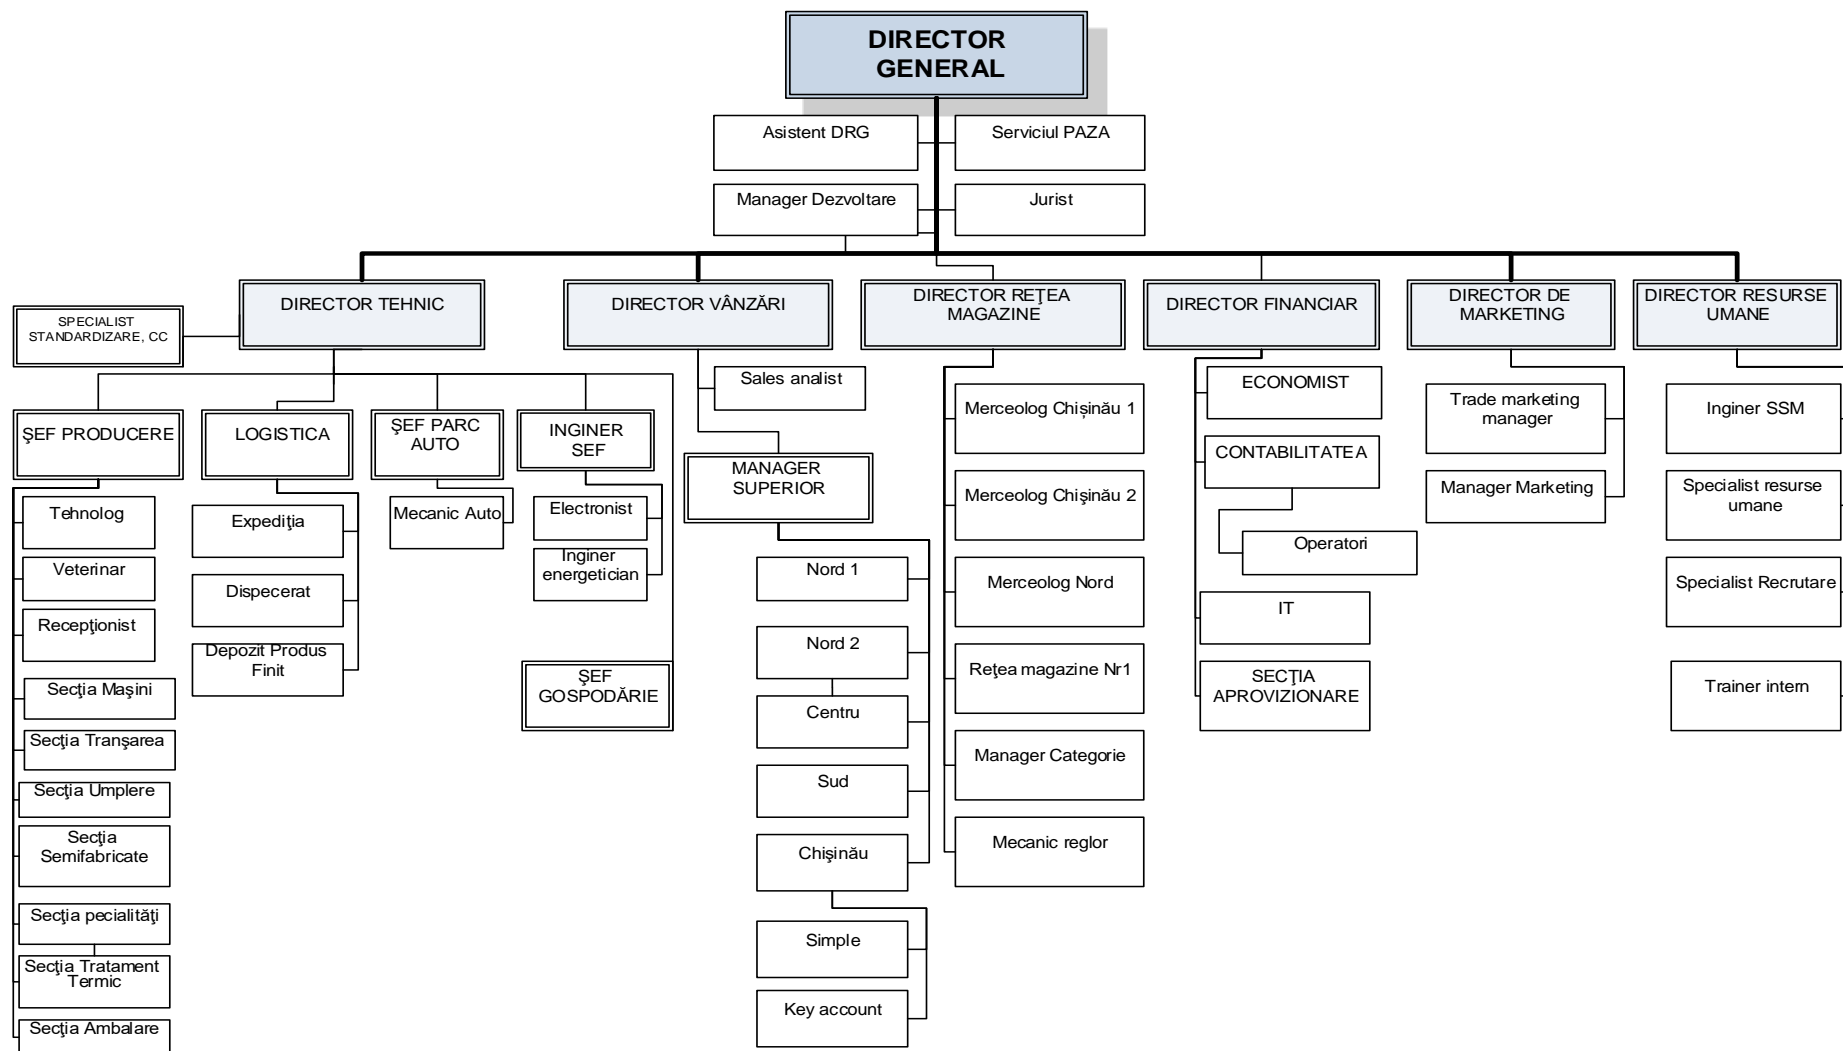 DIRECTOR
GENERAL
Asistent DRG
Serviciul PAZA
Manager Dezvoltare
Jurist
SPECIALIST
STANDARDIZARE, CC
DIRECTOR TEHNIC
DIRECTOR VÂNZĂRI
DIRECTOR REŢEA
MAGAZINE
DIRECTOR FINANCIAR
DIRECTOR DE
MARKETING
DIRECTOR RESURSE
UMANE
ŞEF PRODUCERE
LOGISTICA
ŞEF PARC
AUTO
INGINER
SEF
Tehnolog
Veterinar
Recepţionist
Secţia Maşini
Secţia Tranşarea
Secţia Umplere
Secţia
Semifabricate
Secţia pecialităţi
Secţia Tratament
Termic
Secţia Ambalare
Expediţia
Dispecerat
Depozit Produs
Finit
Mecanic Auto
Electronist
Inginer
energetician
ŞEF
GOSPODĂRIE
Sales analist
MANAGER
SUPERIOR
Nord 1
Nord 2
Centru
Sud
Chişinău
Simple
Key account
Merceolog Chișinău 1
Merceolog Chişinău 2
Merceolog Nord
Reţea magazine Nr1
Manager Categorie
Mecanic reglor
ECONOMIST
CONTABILITATEA
Operatori
IT
SECŢIA
APROVIZIONARE
Trade marketing
manager
Manager Marketing
Inginer SSM
Specialist resurse
umane
Specialist Recrutare
Trainer intern